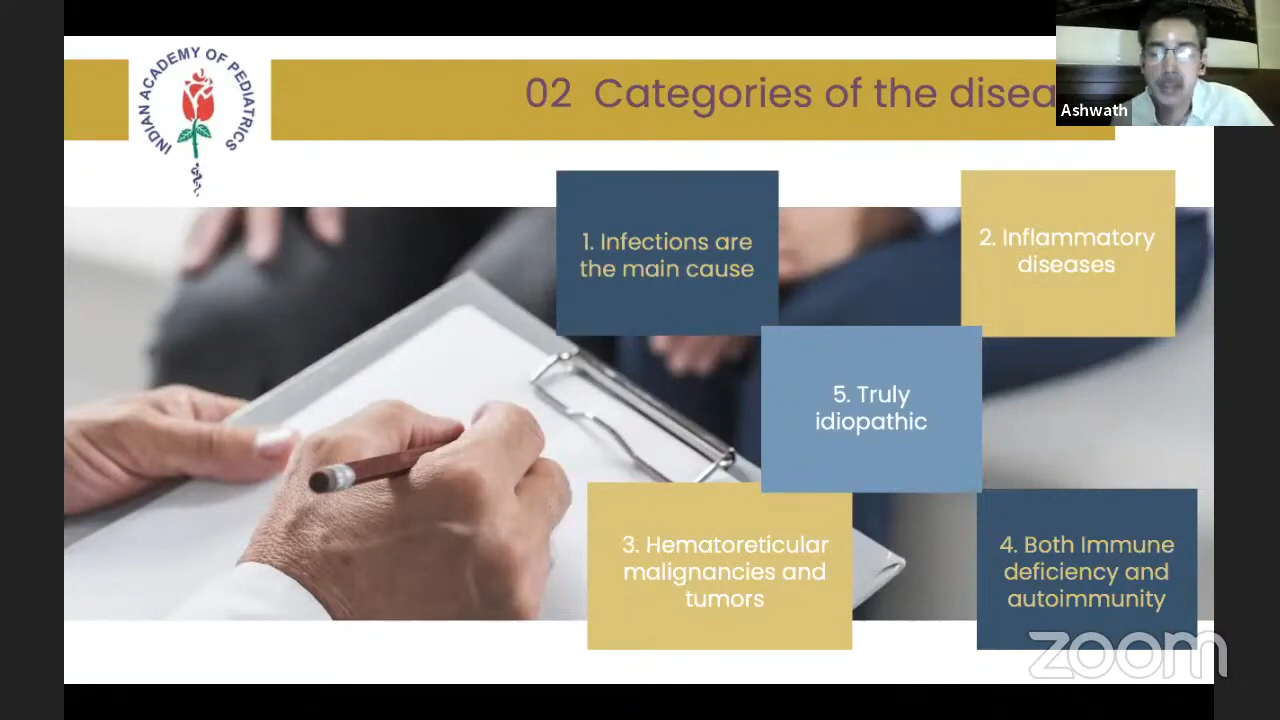 INDIAN ACADEMY OF PEDIATRICS
02 Categories of the disea
Ashwath
1. Infections are
the main cause
2. Inflammatory
diseases
5. Truly
idiopathic
3. Hematoreticular
malignancies and
tumors
4. Both Immune
deficiency and
autoimmunity
zoom